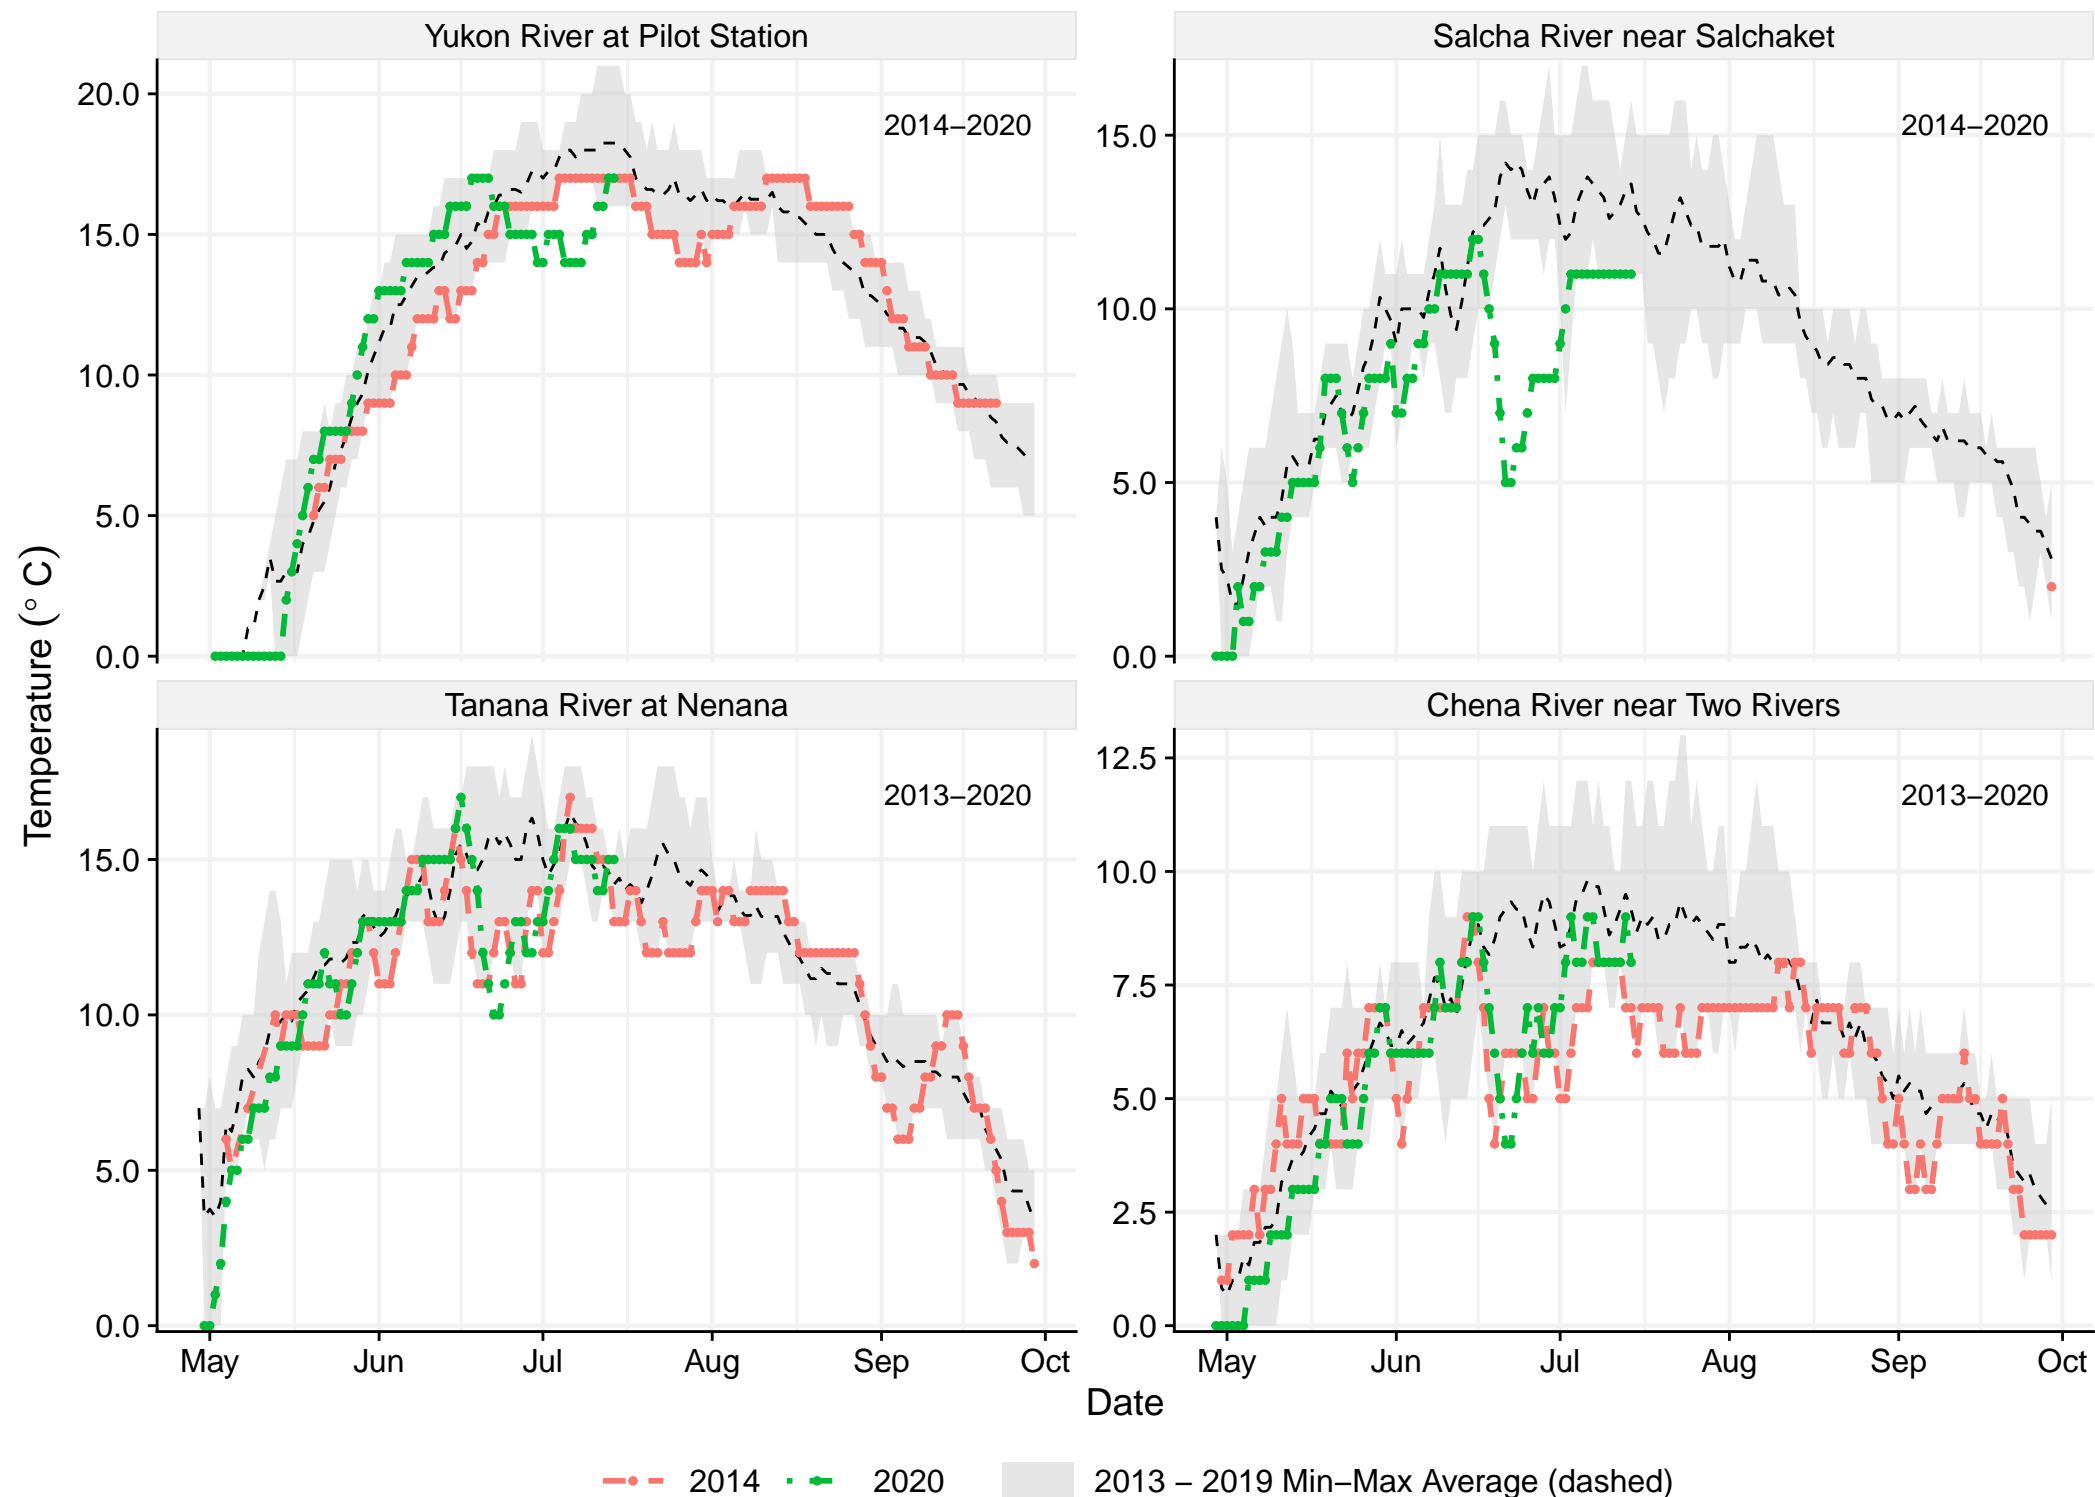 Yukon River at Pilot Station
Salcha River near Salchaket
20.0
15.0
10.0
5.0
0.0
2014−2020
15.0
10.0
5.0
0.0
2014−2020
Temperature (° C)
Tanana River at Nenana
Chena River near Two Rivers
15.0
10.0
5.0
0.0
2013−2020
12.5
10.0
7.5
5.0
2.5
0.0
2013−2020
May Jun Jul Aug Sep Oct
May Jun Jul Aug Sep Oct
Date
2014 2020 2013 − 2019 Min−Max Average (dashed)